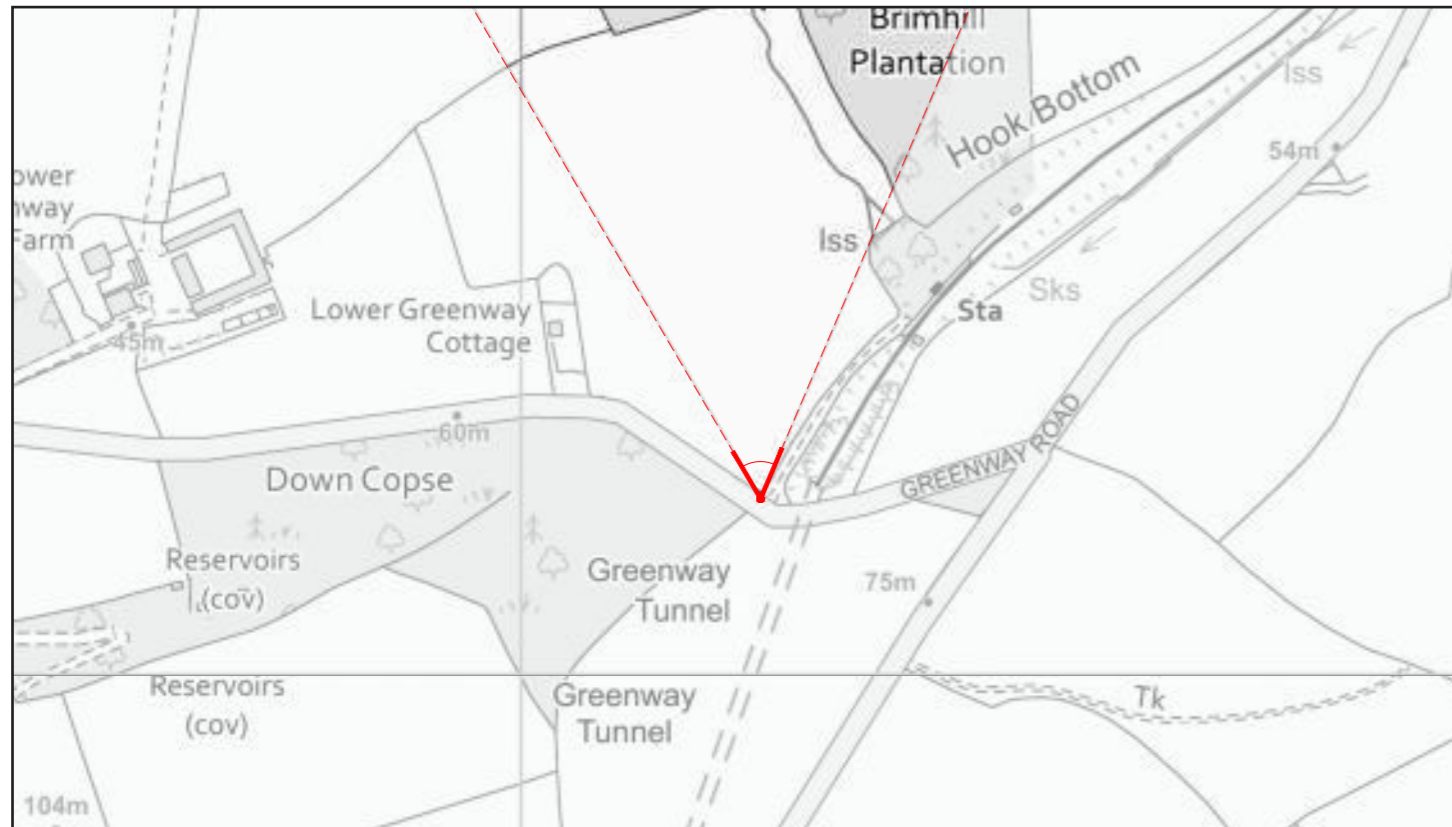 Brimhill
Plantation
Hook Bottom
Iss
54m
ower
nway
Farm
45m
Lower Greenway
Cottage
Iss
Sks
Sta
60m
Down Copse
GREENWAY ROAD
Reservoirs
(cov)
Greenway
Tunnel
75m
Reservoirs
(cov)
Greenway
Tunnel
Tk
104m